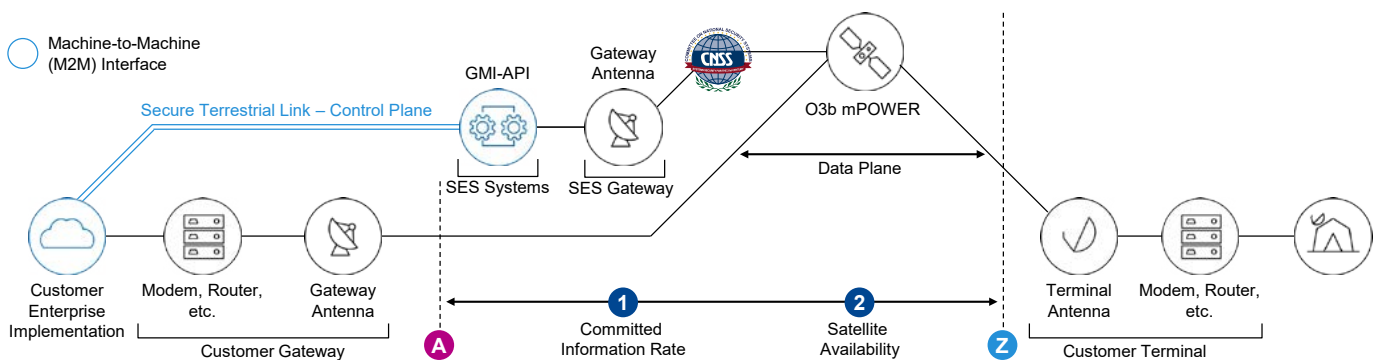 Machine-to-Machine
(M2M) Interface
Secure Terrestrial Link – Control Plane
GMI-API
SES Systems
Gateway
Antenna
SES Gateway
CNSS
O3b mPOWER
Data Plane
Customer
Enterprise
Implementation
Modem, Router,
etc.
Gateway
Antenna
Customer Gateway
A
1
Committed
Information Rate
2
Satellite
Availability
Z
Terminal
Antenna
Modem, Router,
etc.
Customer Terminal